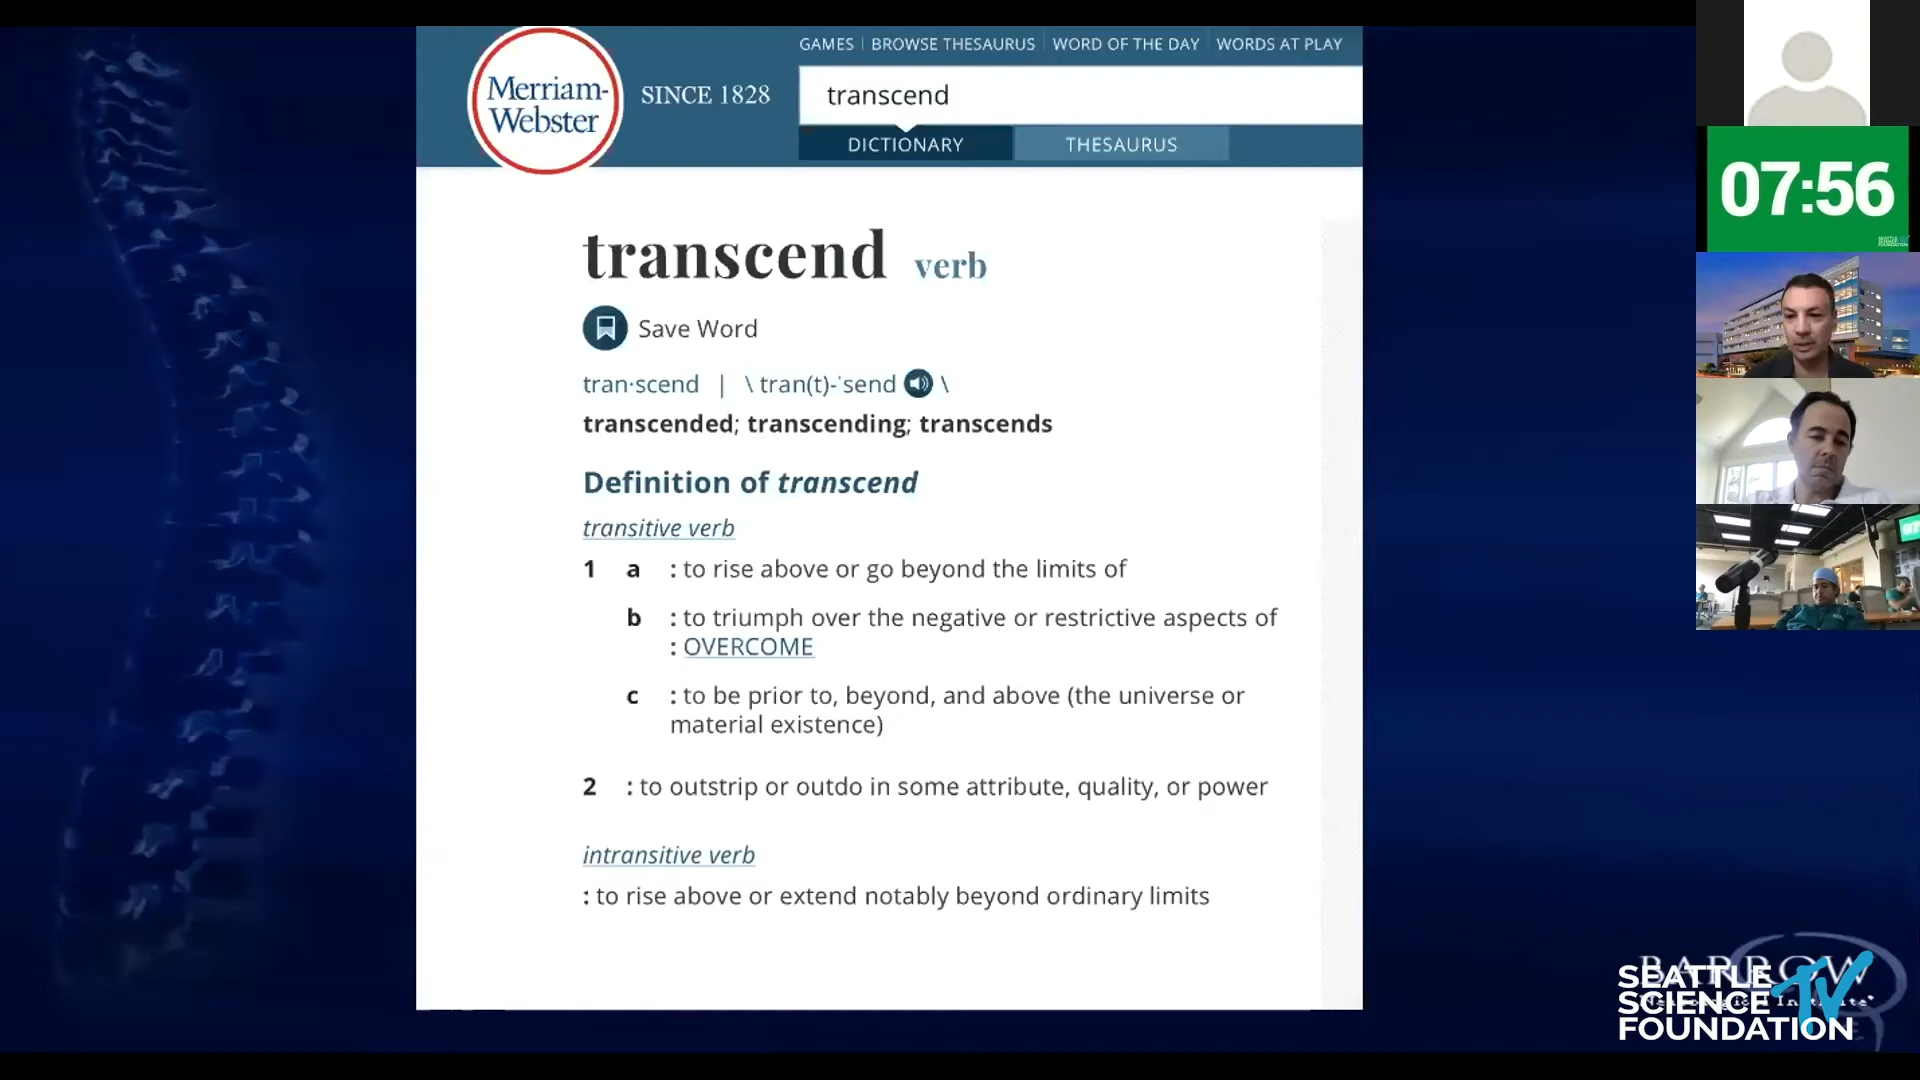 GAMES | BROWSE THESAURUS | WORD OF THE DAY | WORDS AT PLAY
Merriam-
Webster
SINCE 1828
transcend
DICTIONARY
THESAURUS
transcend verb
Save Word
tran·scend | \ tran(t)-ˈsend \
transcended; transcending; transcends
Definition of transcend
transitive verb
1 a : to rise above or go beyond the limits of
b : to triumph over the negative or restrictive aspects of
: OVERCOME
c : to be prior to, beyond, and above (the universe or
material existence)
2 : to outstrip or outdo in some attribute, quality, or power
intransitive verb
: to rise above or extend notably beyond ordinary limits
07:56
BARROW
SEATTLE
SCIENCE TV
FOUNDATION